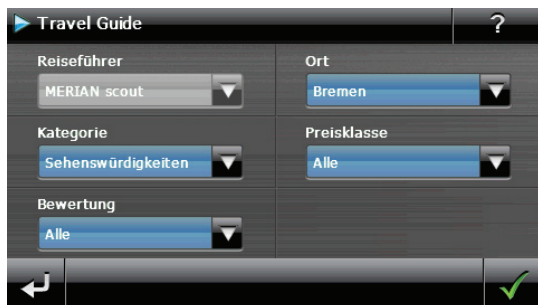 Travel Guide
?
Reiseführer
MERIAN scout
Ort
Bremen
Kategorie
Sehenswürdigkeiten
Preisklasse
Alle
Bewertung
Alle